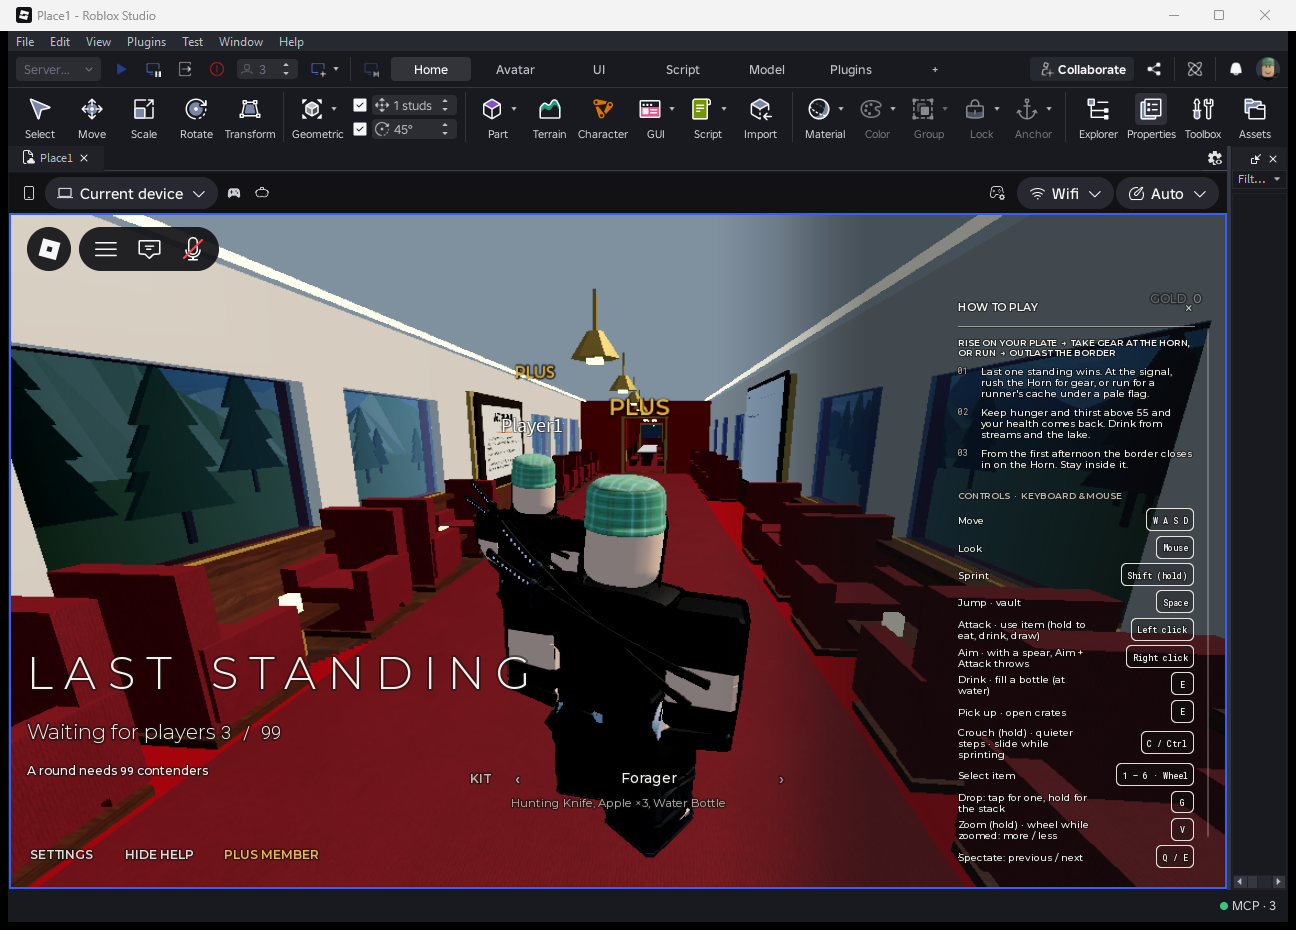 Place1 - Roblox Studio
File Edit View Plugins Test Window Help
Server... 3 Home Avatar UI Script Model Plugins + Collaborate
1 studs
45°
Select Move Scale Rotate Transform Geometric Part Terrain Character GUI Script Import Material Color Group Lock Anchor Explorer Properties Toolbox Assets
Place1
Filt...
Current device Wifi Auto
GOLD 0
HOW TO PLAY ×
RISE ON YOUR PLATE → TAKE GEAR AT THE HORN,
OR RUN → OUTLAST THE BORDER
01 Last one standing wins. At the signal,
rush the Horn for gear, or run for a
runner's cache under a pale flag.
02 Keep hunger and thirst above 55 and
your health comes back. Drink from
streams and the lake.
03 From the first afternoon the border closes
in on the Horn. Stay inside it.
CONTROLS · KEYBOARD & MOUSE
Move W A S D
Look Mouse
Sprint Shift (hold)
Jump · vault Space
Attack · use item (hold to
eat, drink, draw) Left click
Aim · with a spear, Aim +
Attack throws Right click
Drink · fill a bottle (at
water) E
Pick up · open crates E
Crouch (hold) · quieter
steps · slide while
sprinting C / Ctrl
Select item 1 – 6 · Wheel
Drop: tap for one, hold for
the stack G
Zoom (hold) · wheel while
zoomed: more / less V
Spectate: previous / next Q / E
PLUS
PLUS
Player1
LAST STANDING
Waiting for players 3 / 99
A round needs 99 contenders
KIT ‹ Forager ›
Hunting Knife, Apple ×3, Water Bottle
SETTINGS HIDE HELP PLUS MEMBER
MCP · 3